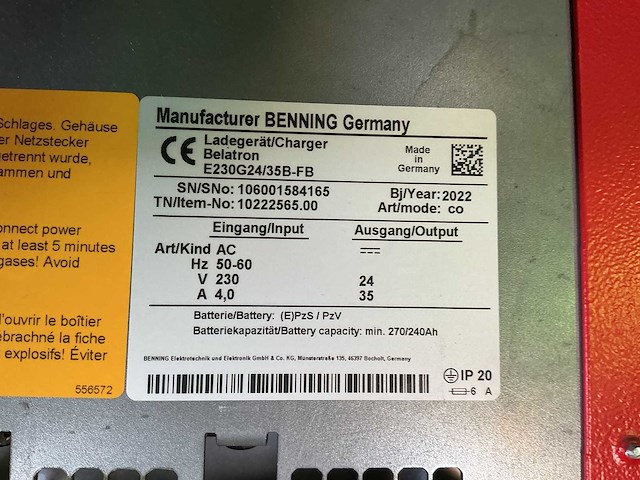 Schlages. Gehäuse
er Netzstecker
getrennt wurde,
ammen und
onnect power
at least 5 minutes
gases! Avoid
l'ouvrir le boîtier
ébrachné la fiche
explosifs! Éviter
556572
Manufacturer BENNING Germany
CE
Ladegerät/Charger
Belatron
E230G24/35B-FB
Made in
Germany
SN/SNo: 106001584165
Bj/Year: 2022
TN/Item-No: 10222565.00
Art/mode: co
Eingang/Input Ausgang/Output
Art/Kind AC
Hz 50-60
V 230 24
A 4,0 35
Batterie/Battery: (E)PzS / PzV
Batteriekapazität/Battery capacity: min. 270/240Ah
BENNING Elektrotechnik und Elektronik GmbH & Co. KG, Münsterstraße 135, 46397 Bocholt, Germany
IP 20
6 A